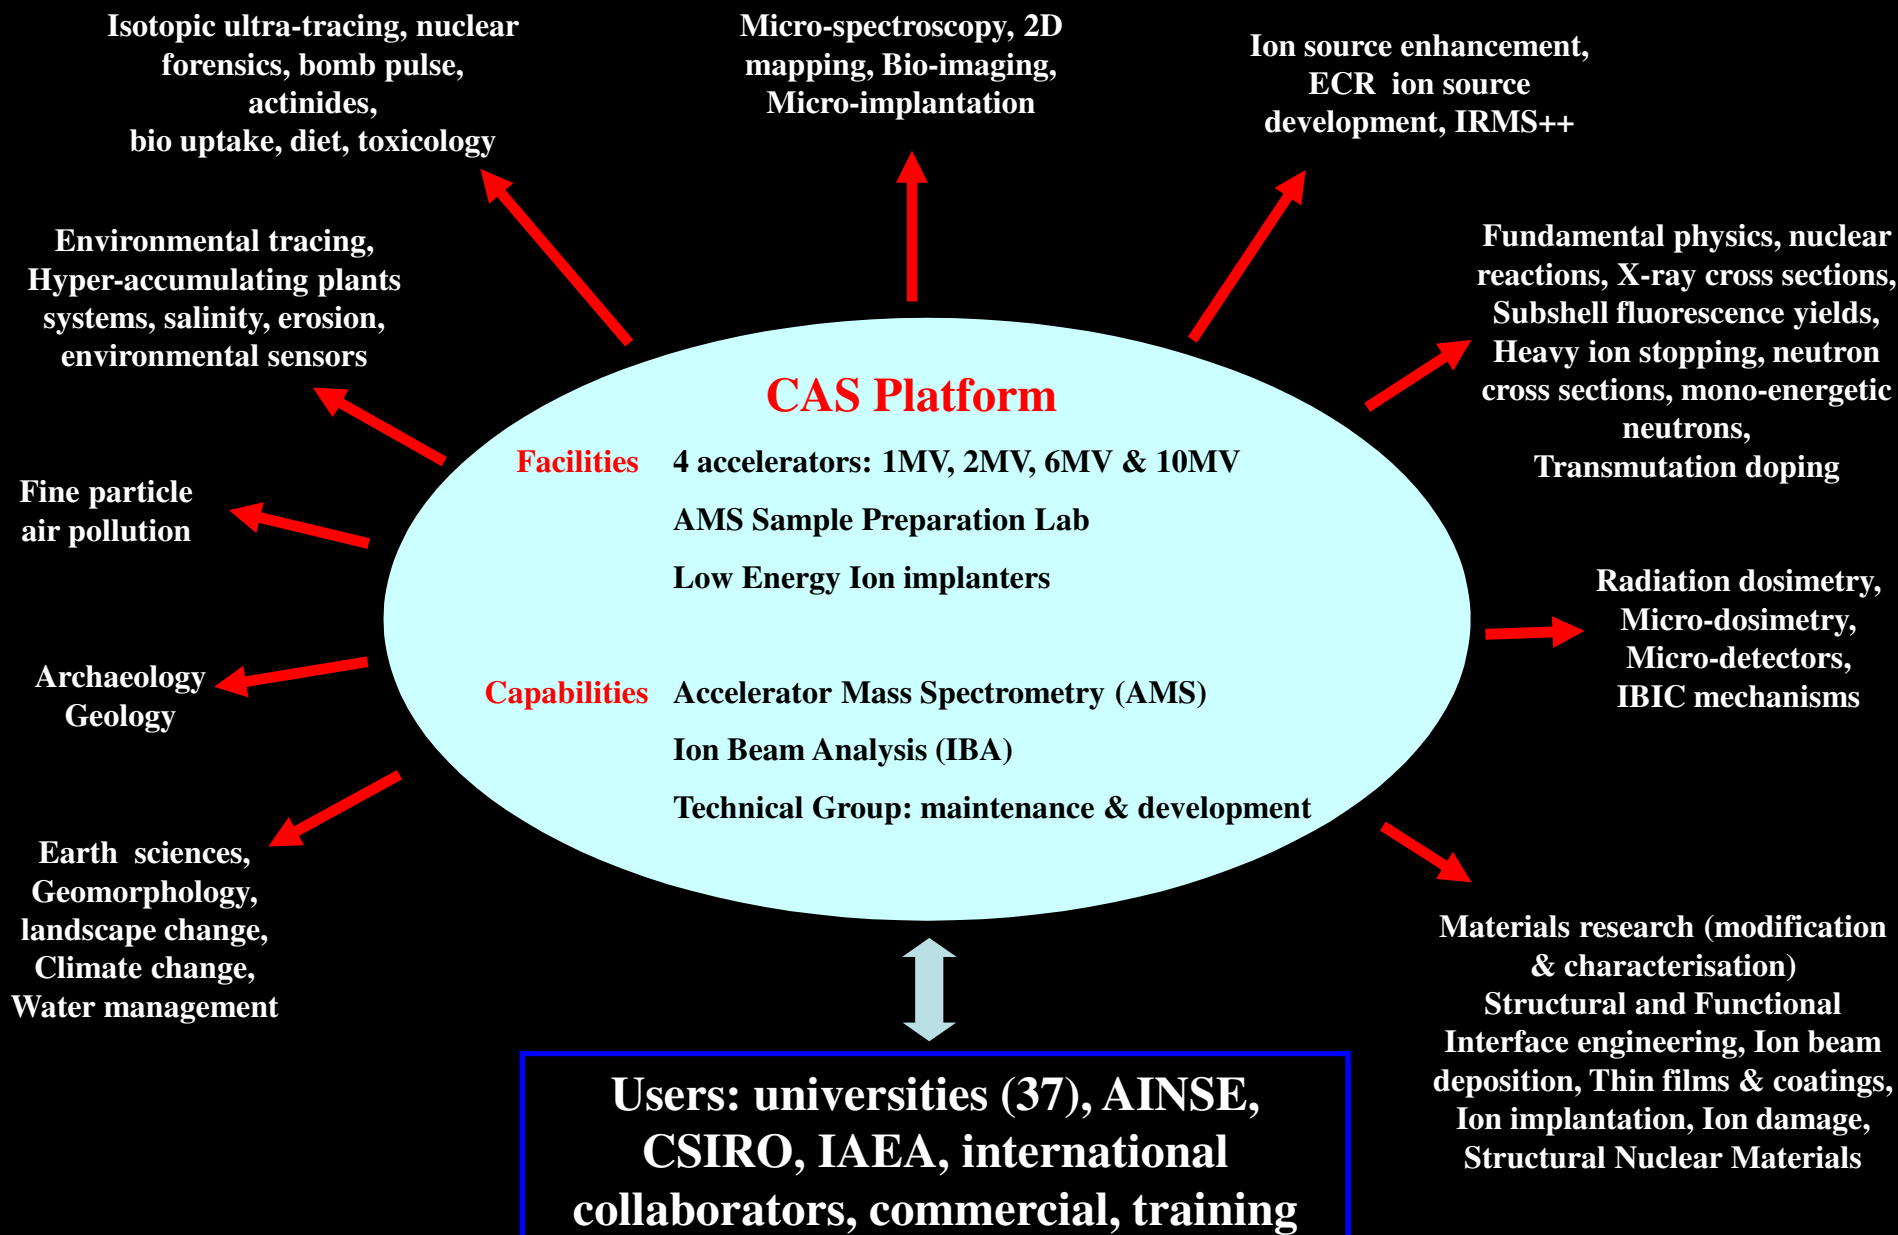 Isotopic ultra-tracing, nuclear
forensics, bomb pulse,
actinides,
bio uptake, diet, toxicology
Micro-spectroscopy, 2D
mapping, Bio-imaging,
Micro-implantation
Ion source enhancement,
ECR ion source
development, IRMS++
Environmental tracing,
Hyper-accumulating plants
systems, salinity, erosion,
environmental sensors
Fundamental physics, nuclear
reactions, X-ray cross sections,
Subshell fluorescence yields,
Heavy ion stopping, neutron
cross sections, mono-energetic
neutrons,
Transmutation doping
Fine particle
air pollution
CAS Platform
Facilities 4 accelerators: 1MV, 2MV, 6MV & 10MV
AMS Sample Preparation Lab
Low Energy Ion implanters
Capabilities Accelerator Mass Spectrometry (AMS)
Ion Beam Analysis (IBA)
Technical Group: maintenance & development
Radiation dosimetry,
Micro-dosimetry,
Micro-detectors,
IBIC mechanisms
Archaeology
Geology
Earth sciences,
Geomorphology,
landscape change,
Climate change,
Water management
Materials research (modification
& characterisation)
Structural and Functional
Interface engineering, Ion beam
deposition, Thin films & coatings,
Ion implantation, Ion damage,
Structural Nuclear Materials
Users: universities (37), AINSE,
CSIRO, IAEA, international
collaborators, commercial, training